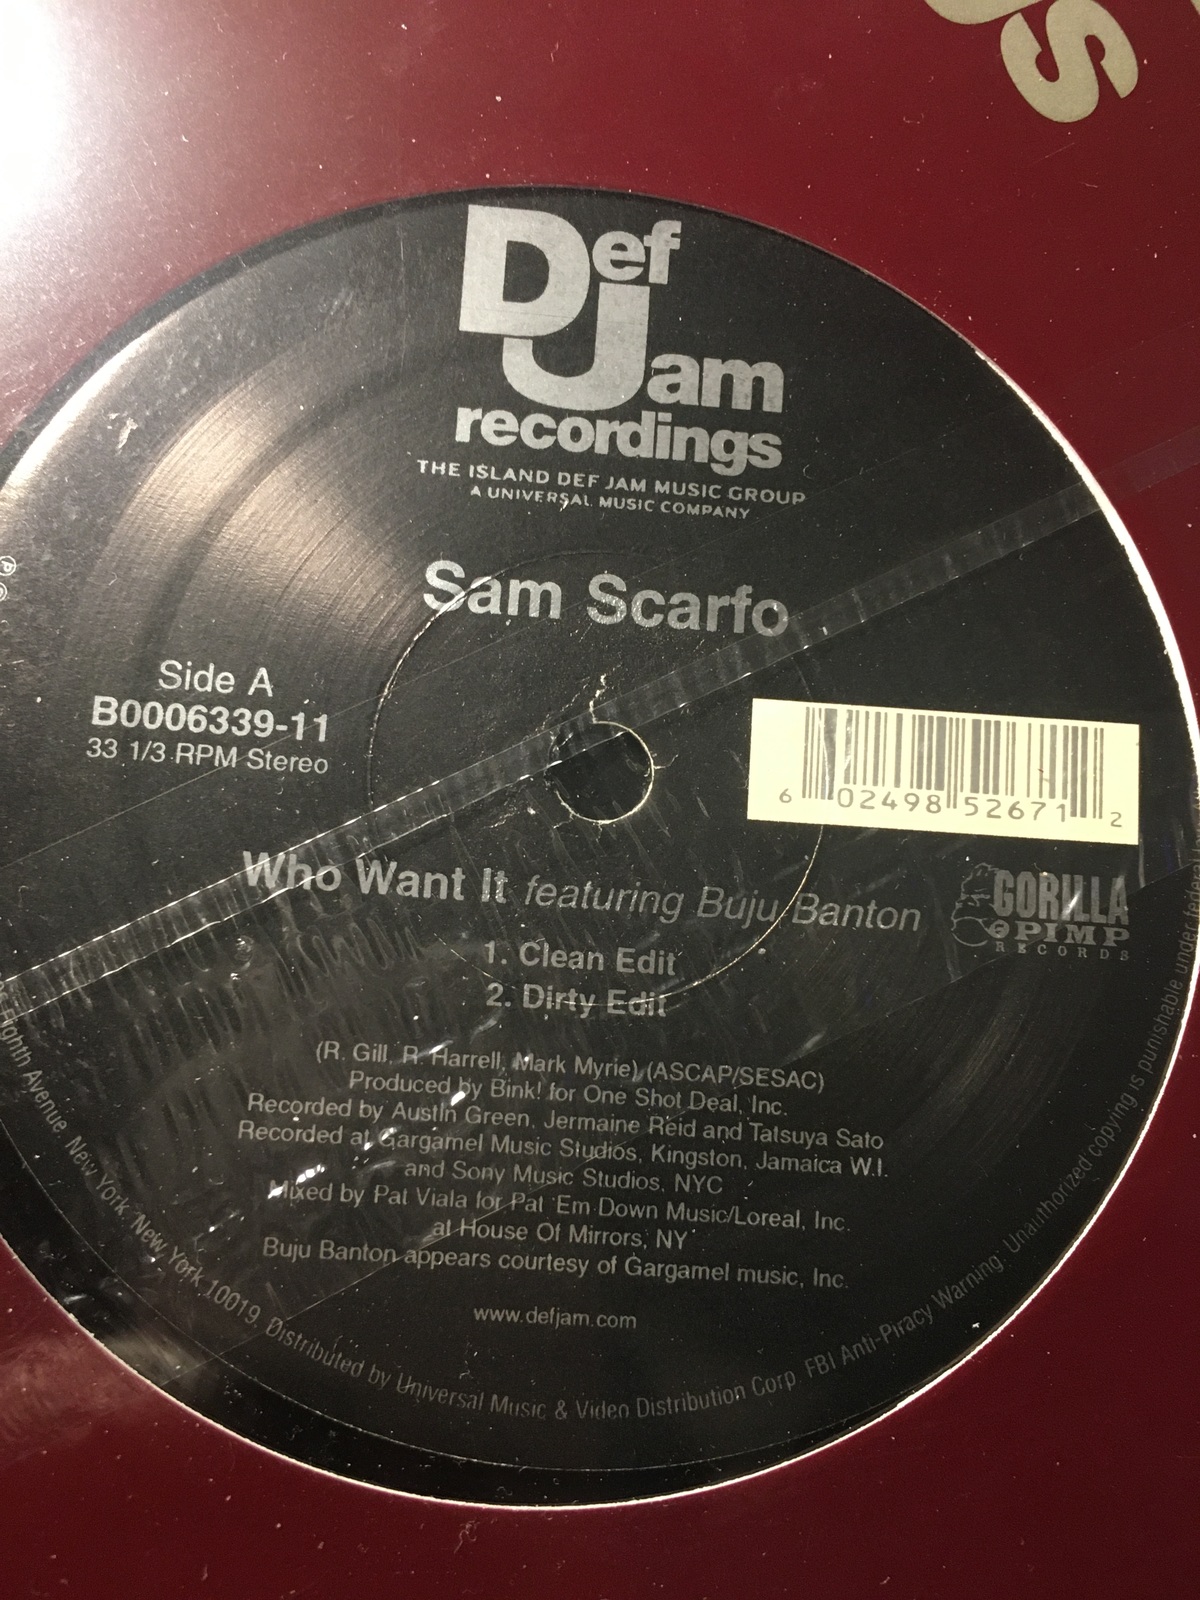 Def
Jam
recordings
THE ISLAND DEF JAM MUSIC GROUP
A UNIVERSAL MUSIC COMPANY
Sam Scarfo
Side A
B0006339-11
33 1/3 RPM Stereo
6 02498 52671 2
Who Want It featuring Buju Banton
1. Clean Edit
2. Dirty Edit
GORILLA
PIMP
RECORDS
(R. Gill, R. Harrell, Mark Myrie) (ASCAP/SESAC)
Produced by Bink! for One Shot Deal, Inc.
Recorded by Austin Green, Jermaine Reid and Tatsuya Sato
Recorded at Gargamel Music Studios, Kingston, Jamaica W.I.
and Sony Music Studios, NYC
Mixed by Pat Viala for Pat 'Em Down Music/Loreal, Inc.
at House Of Mirrors, NY
Buju Banton appears courtesy of Gargamel music, Inc.
www.defjam.com
Eighth Avenue, New York, New York 10019. Distributed by Universal Music & Video Distribution Corp. FBI Anti-Piracy Warning: Unauthorized copying is punishable under federal